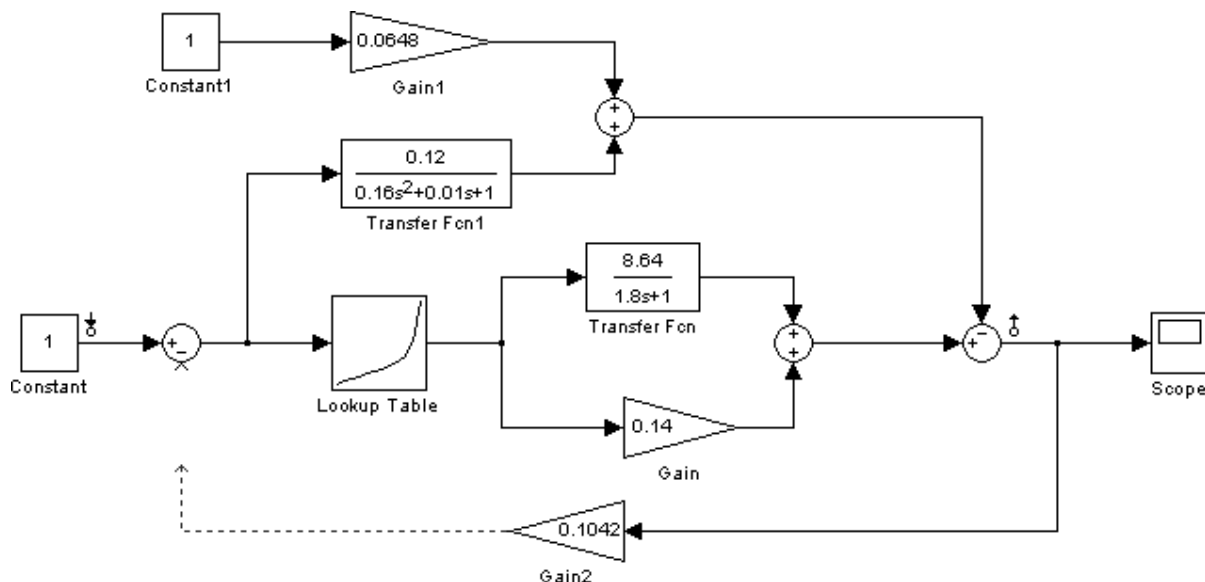 1
Constant1
0.0648
Gain1
+
+
0.12
0.16s²+0.01s+1
Transfer Fcn1
1
Constant
+
−
Lookup Table
8.64
1.8s+1
Transfer Fcn
+
+
0.14
Gain
−
+
Scope
0.1042
Gain2